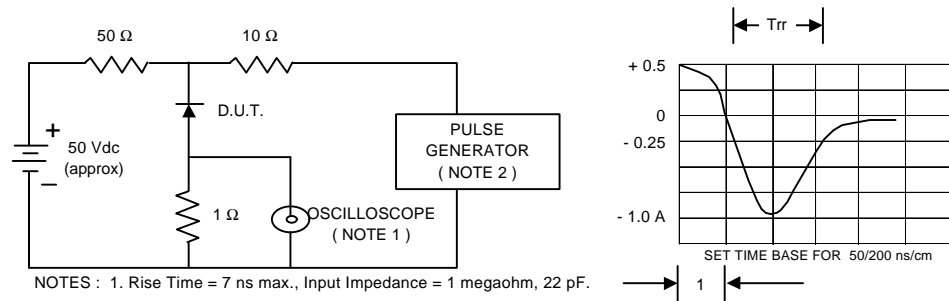 50 Ω
10 Ω
D.U.T.
+
50 Vdc
(approx)
−
1 Ω
OSCILLOSCOPE
( NOTE 1 )
PULSE
GENERATOR
( NOTE 2 )
NOTES : 1. Rise Time = 7 ns max., Input Impedance = 1 megaohm, 22 pF.
Trr
+ 0.5
0
- 0.25
- 1.0 A
SET TIME BASE FOR 50/200 ns/cm
1